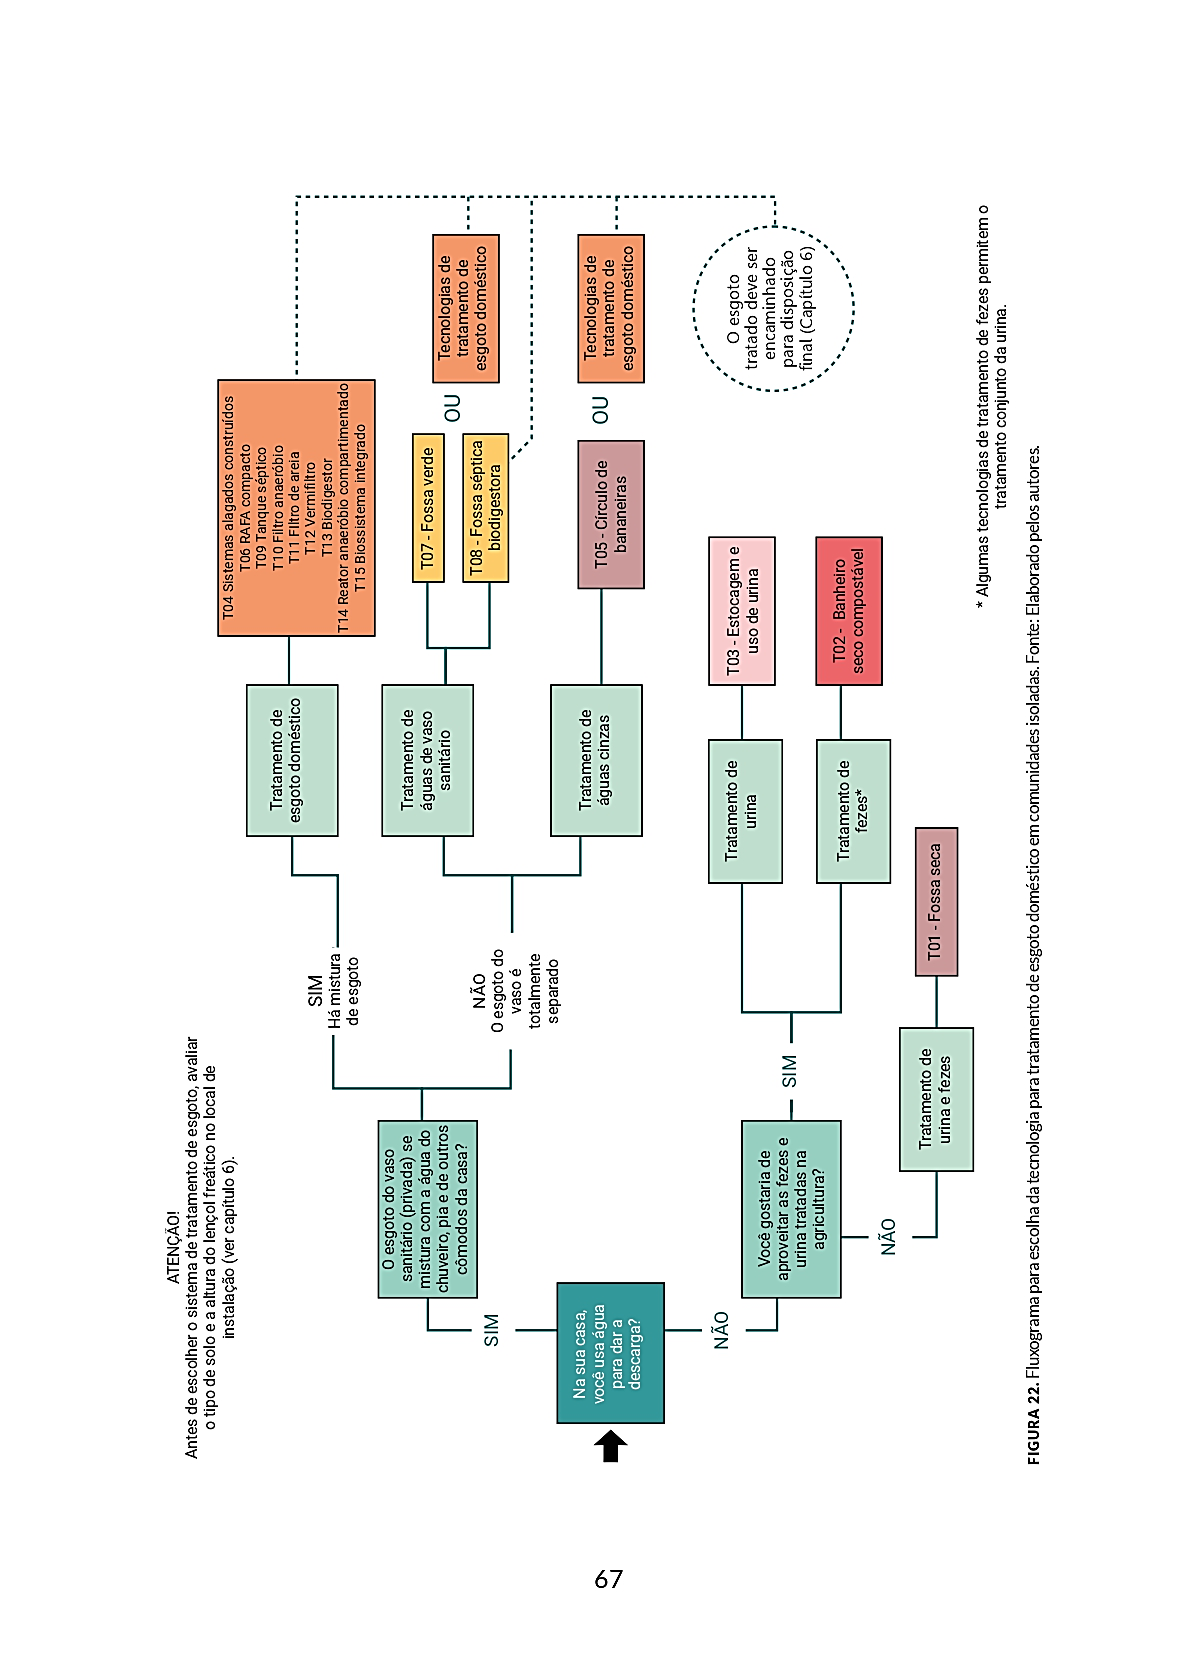 ATENÇÃO!
Antes de escolher o sistema de tratamento de esgoto, avaliar
o tipo de solo e a altura do lençol freático no local de
instalação (ver capítulo 6).
Na sua casa,
você usa água
para dar a
descarga?
SIM
O esgoto do vaso
sanitário (privada) se
mistura com a água do
chuveiro, pia e de outros
cômodos da casa?
SIM
Há mistura
de esgoto
Tratamento de
esgoto doméstico
T04 Sistemas alagados construídos
T06 RAFA compacto
T09 Tanque séptico
T10 Filtro anaeróbio
T11 FIltro de areia
T12 Vermifiltro
T13 Biodigestor
T14 Reator anaeróbio compartimentado
T15 Biossistema integrado
NÃO
O esgoto do
vaso é
totalmente
separado
Tratamento de
águas de vaso
sanitário
T07 - Fossa verde
T08 - Fossa séptica
biodigestora
OU
Tecnologias de
tratamento de
esgoto doméstico
Tratamento de
águas cinzas
T05 - Círculo de
bananeiras
OU
Tecnologias de
tratamento de
esgoto doméstico
O esgoto
tratado deve ser
encaminhado
para disposição
final (Capítulo 6)
NÃO
Você gostaria de
aproveitar as fezes e
urina tratadas na
agricultura?
SIM
Tratamento de
urina
T03 - Estocagem e
uso de urina
Tratamento de
fezes*
T02 - Banheiro
seco compostável
NÃO
Tratamento de
urina e fezes
T01 - Fossa seca
* Algumas tecnologias de tratamento de fezes permitem o
tratamento conjunto da urina.
FIGURA 22. Fluxograma para escolha da tecnologia para tratamento de esgoto doméstico em comunidades isoladas. Fonte: Elaborado pelos autores.
67